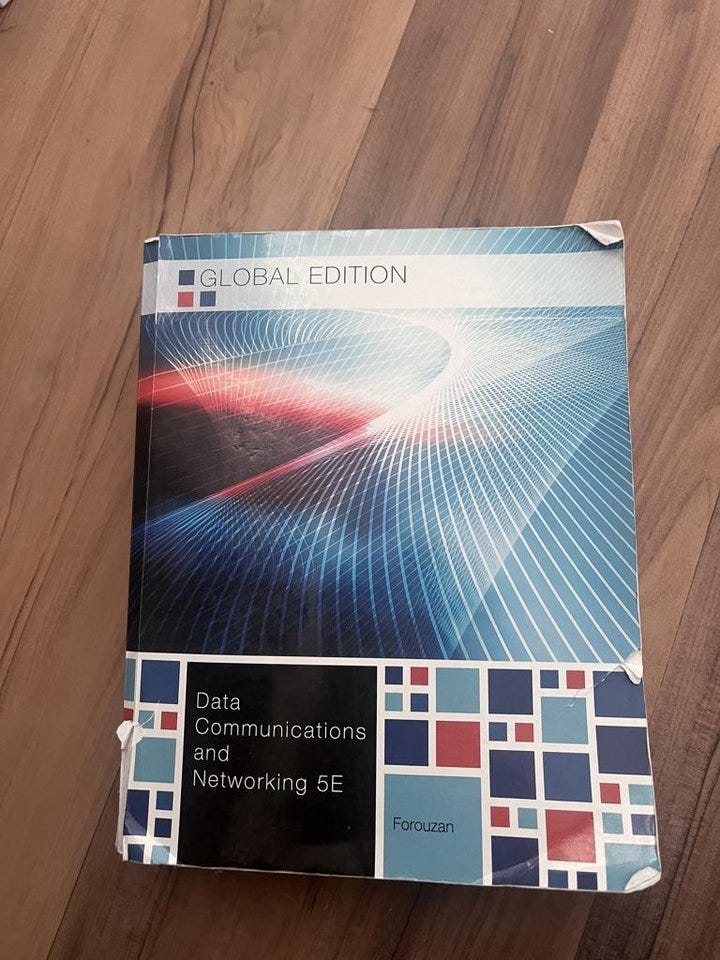 GLOBAL EDITION
Data
Communications
and
Networking 5E
Forouzan